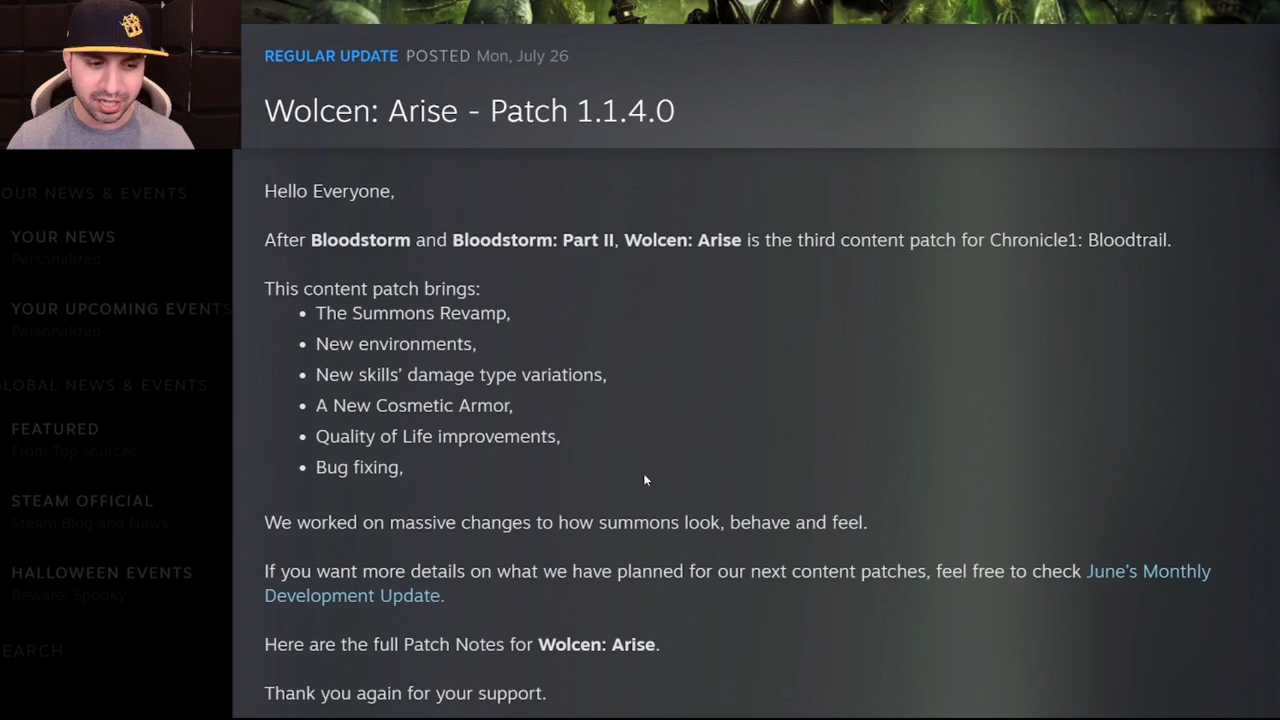 REGULAR UPDATE POSTED Mon, July 26
Wolcen: Arise - Patch 1.1.4.0
Hello Everyone,
After Bloodstorm and Bloodstorm: Part II, Wolcen: Arise is the third content patch for Chronicle1: Bloodtrail.
This content patch brings:
• The Summons Revamp,
• New environments,
• New skills’ damage type variations,
• A New Cosmetic Armor,
• Quality of Life improvements,
• Bug fixing,
We worked on massive changes to how summons look, behave and feel.
If you want more details on what we have planned for our next content patches, feel free to check June’s Monthly
Development Update.
Here are the full Patch Notes for Wolcen: Arise.
Thank you again for your support.
OUR NEWS & EVENTS
YOUR NEWS
Personalized
YOUR UPCOMING EVENTS
Personalized
LOBAL NEWS & EVENTS
FEATURED
From Top sources
STEAM OFFICIAL
Steam Blog and News
HALLOWEEN EVENTS
Beware: Spooky
EARCH